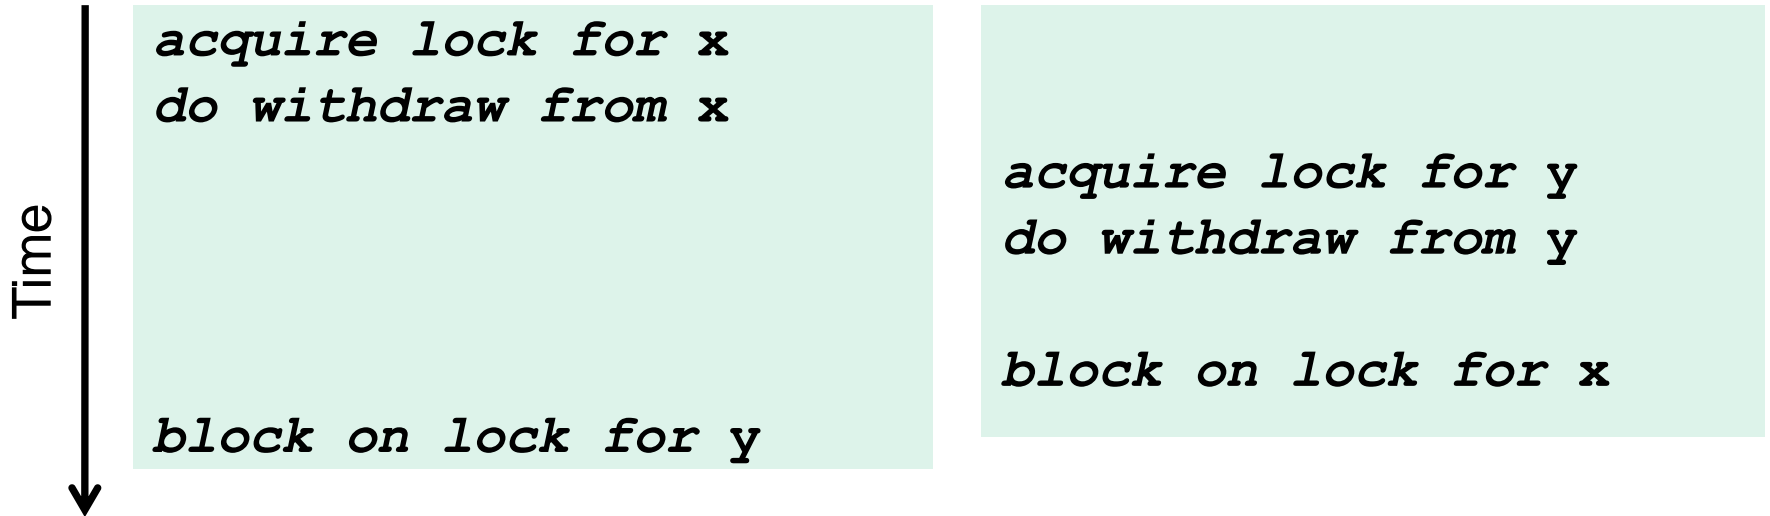 Time
acquire lock for x
do withdraw from x
block on lock for y
acquire lock for y
do withdraw from y
block on lock for x